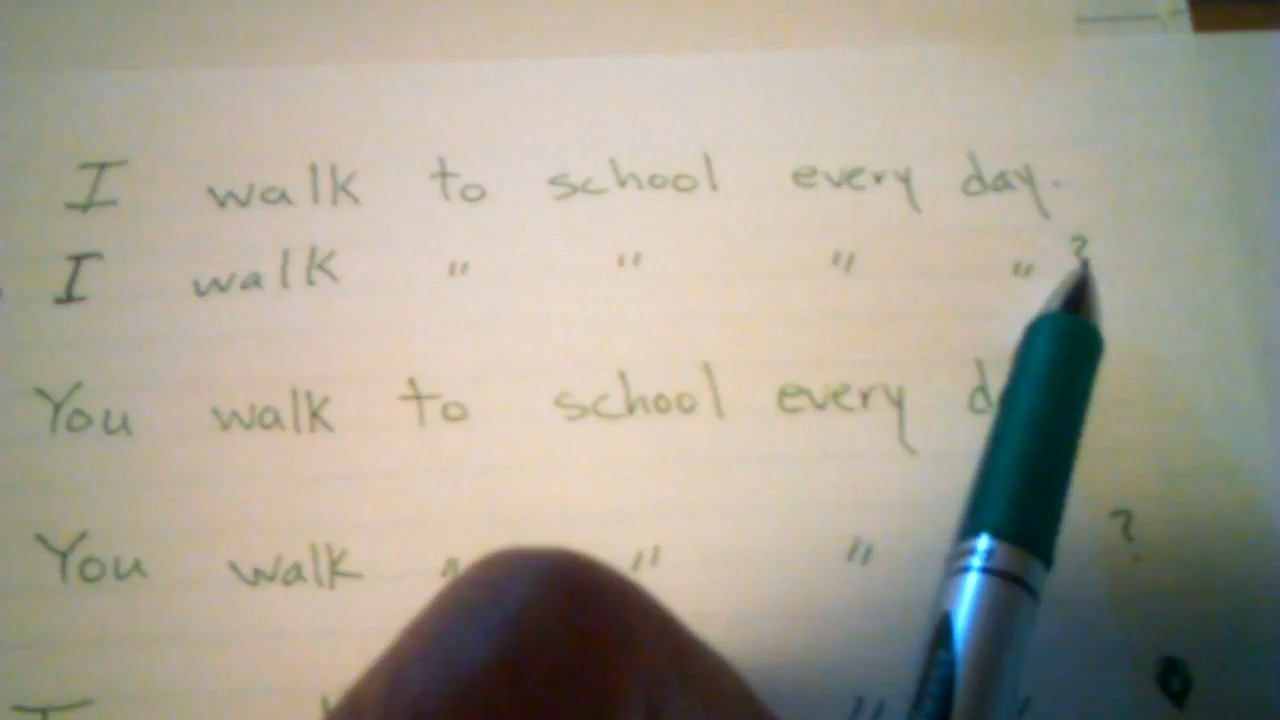 I walk to school every day.
I walk " " " " ?
You walk to school every
You walk " " " ?